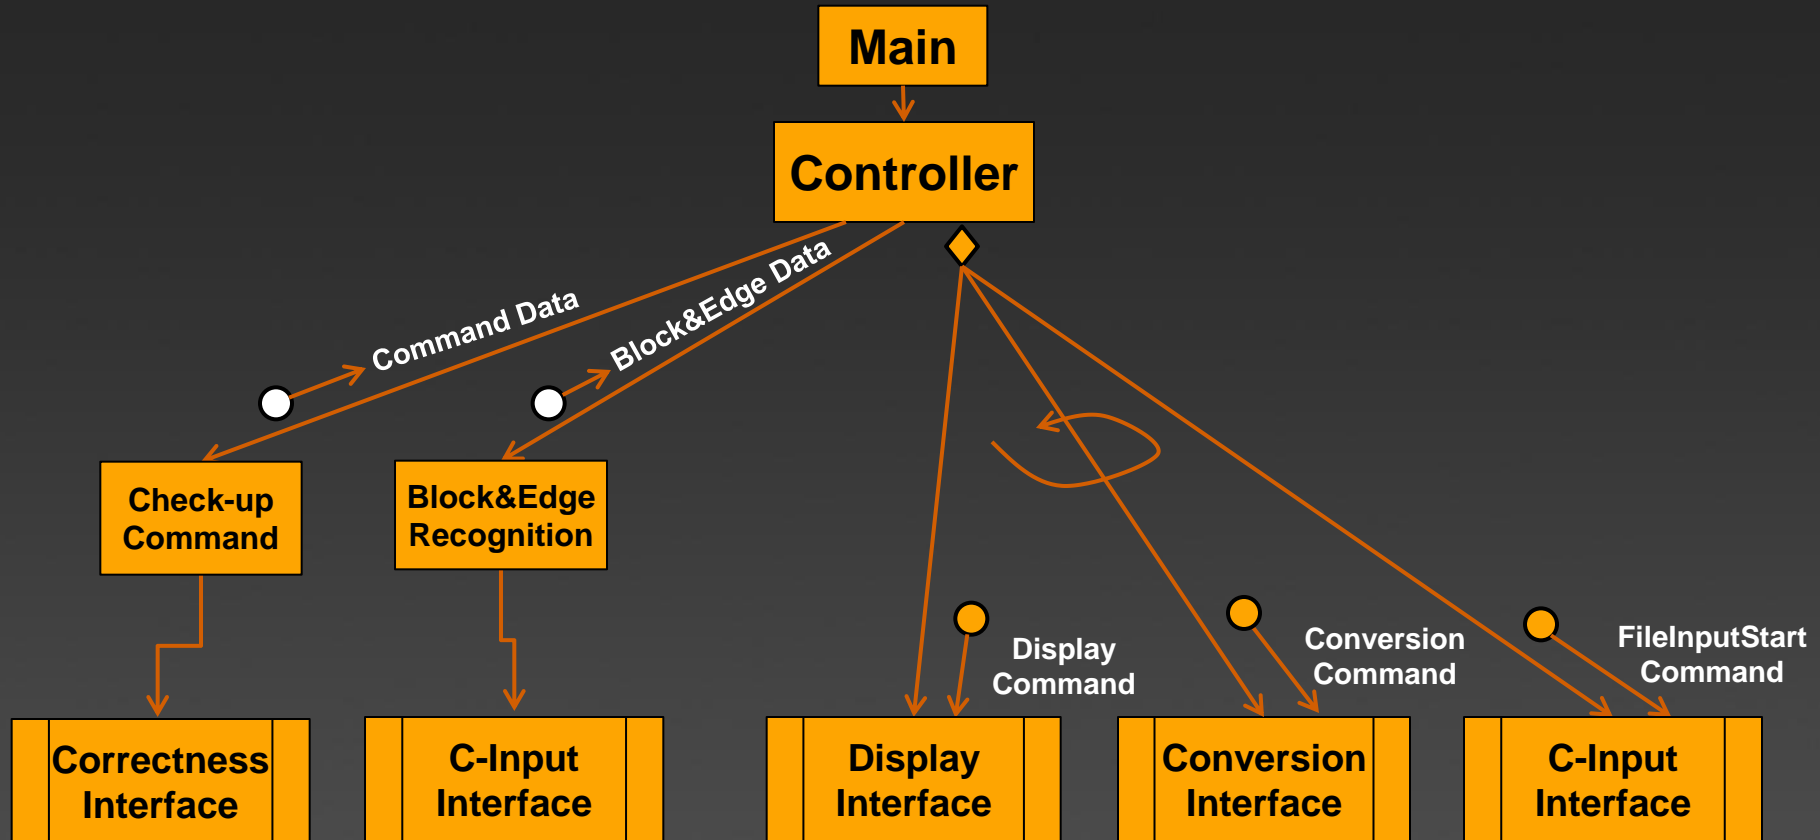 Main
Controller
Command Data
Block&Edge Data
Check-up
Command
Block&Edge
Recognition
Display
Command
Conversion
Command
FileInputStart
Command
Correctness
Interface
C-Input
Interface
Display
Interface
Conversion
Interface
C-Input
Interface